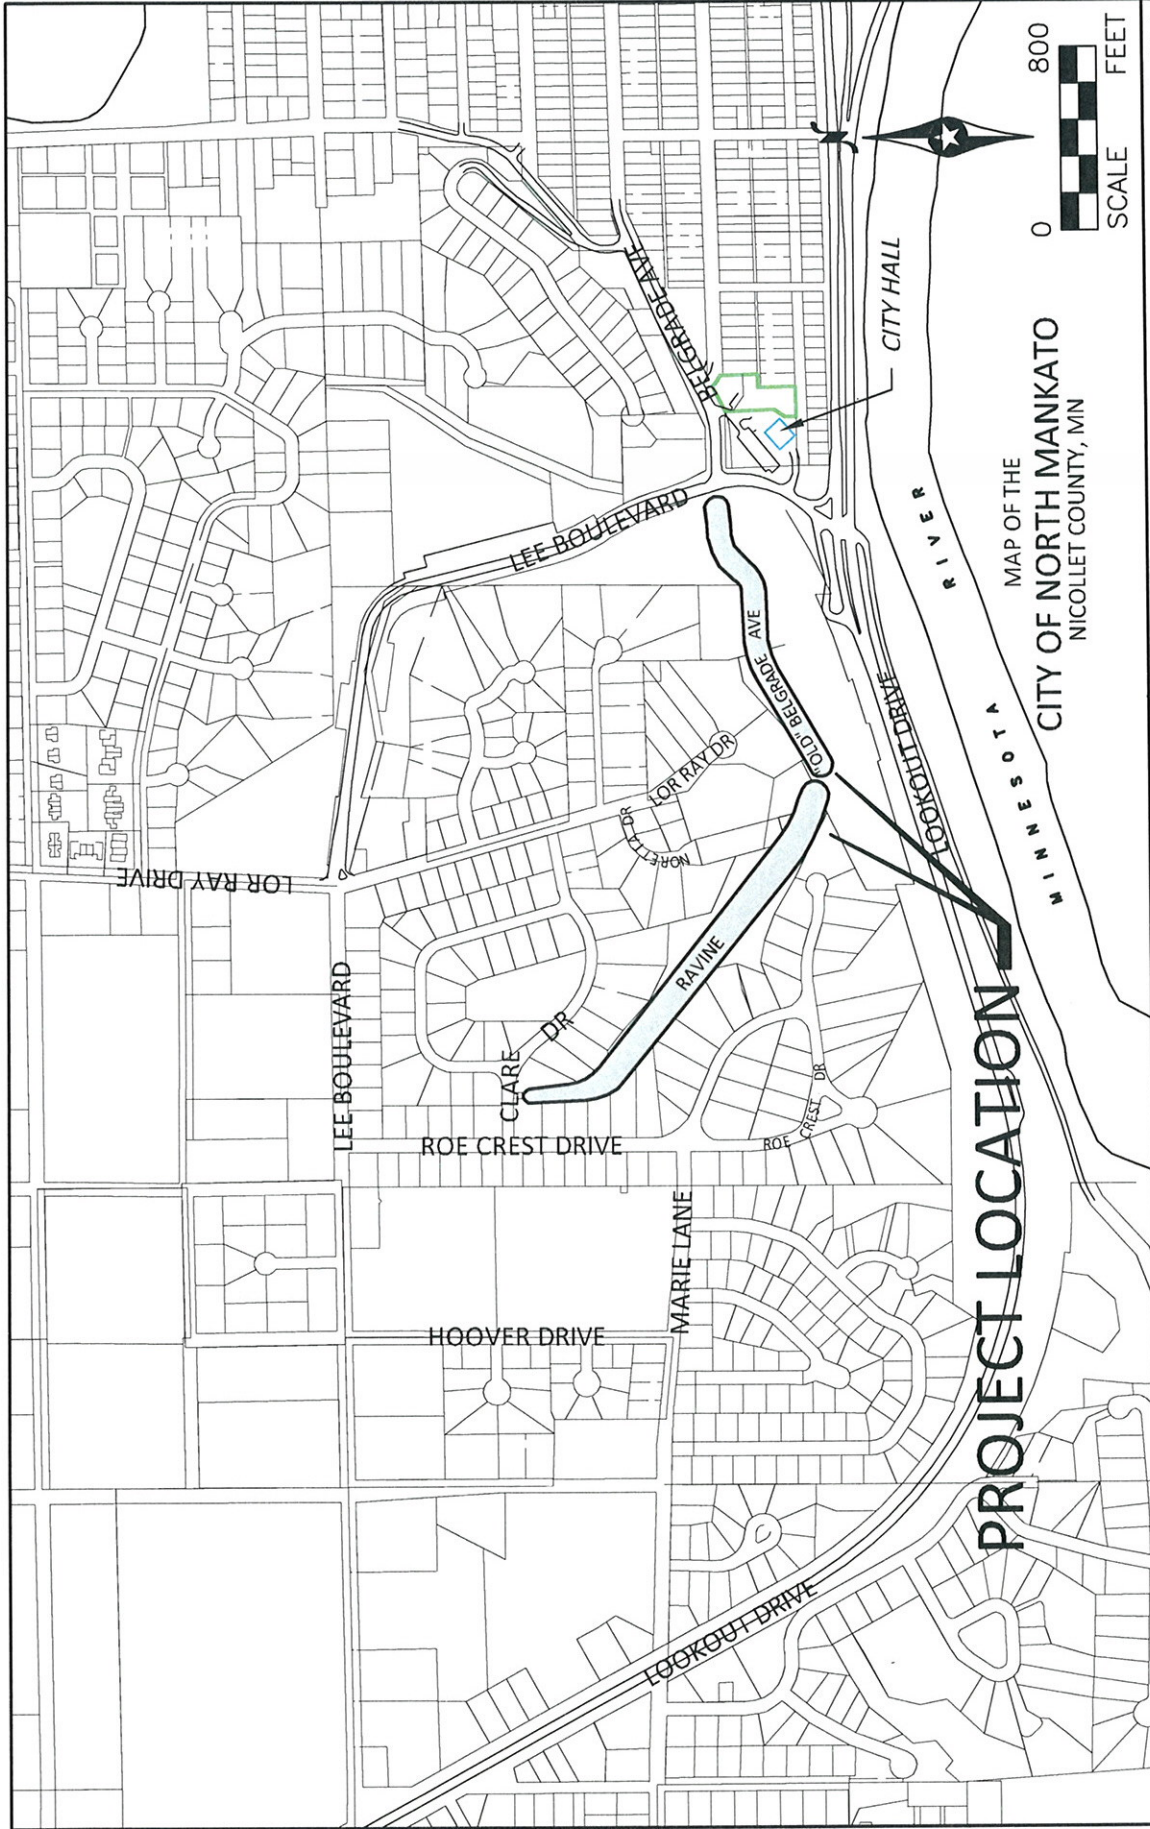 LOR RAY DRIVE
LEE BOULEVARD
LEE BOULEVARD
BELGRADE AVE
CLARE
DR
ROE CREST DRIVE
HOOVER DRIVE
MARIE LANE
NORETTA DR
LOR RAY DR
RAVINE
"OLD" BELGRADE AVE
ROE CREST DR
LOOKOUT DRIVE
LOOKOUT DRIVE
CITY HALL
MINNESOTA RIVER
PROJECT LOCATION
MAP OF THE
CITY OF NORTH MANKATO
NICOLLET COUNTY, MN
N
0 800
SCALE FEET